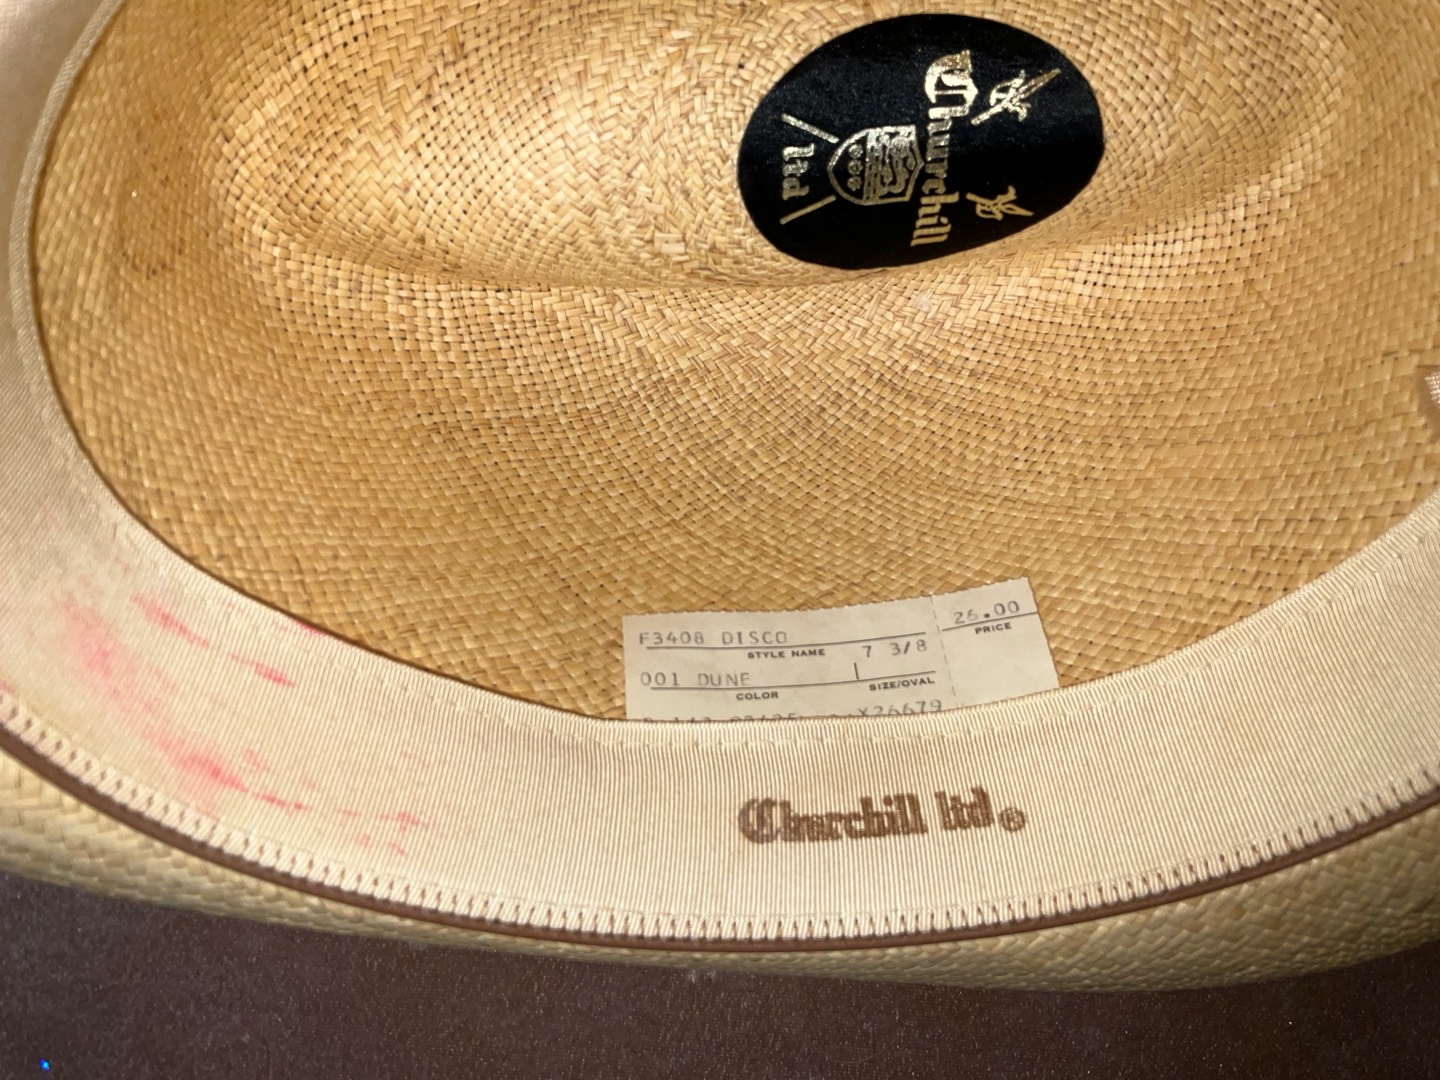 Churchill
ltd
F3408 DISCO
STYLE NAME
7 3/8
26.00
PRICE
001 DUNE
COLOR
SIZE/OVAL
X26679
Churchill ltd.®